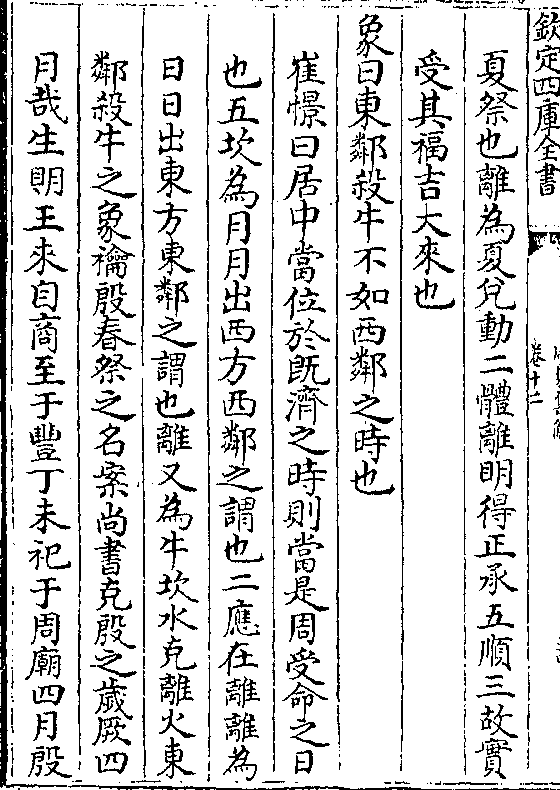 欽定四庫全書
卷十二
夏祭也離為夏兌動二體離明得正承五順三故實
受其福吉大來也
象曰東鄰殺牛不如西鄰之時也
崔憬曰居中當位於旣濟之時則當是周受命之日
也五坎為月月出西方西鄰之謂也二應在離離為
日日出東方東鄰之謂也離又為牛坎水克離火東
鄰殺牛之象禴殷春祭之名案尚書克殷之歲厥四
月哉生明王來自商至于豐丁未祀于周廟四月殷